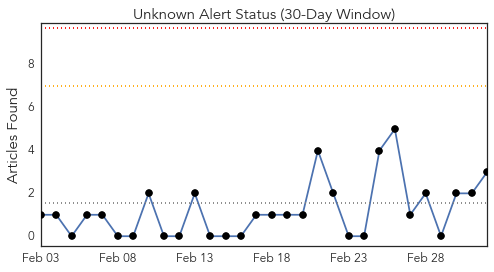 Unknown Alert Status (30-Day Window)
Articles Found
8
6
4
2
0
Feb 03
Feb 08
Feb 13
Feb 18
Feb 23
Feb 28